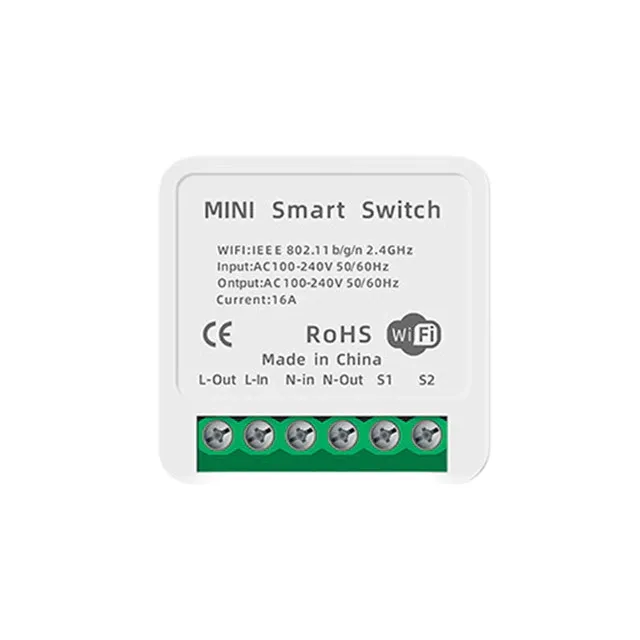 MINI Smart Switch
WIFI:IEEE 802.11 b/g/n 2.4GHz
Input:AC100-240V 50/60Hz
Ontput:AC100-240V 50/60Hz
Current:16A
CE RoHS WiFi
Made in China
L-Out L-In N-in N-Out S1 S2